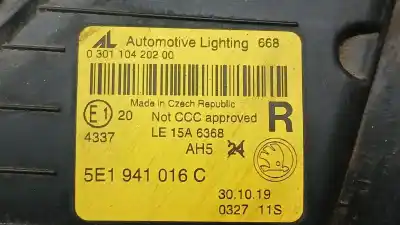 AL Automotive Lighting 668
0 301 104 202 00
Made in Czech Republic
E1 20 Not CCC approved R
4337 LE 15A 6368
AH5 24
5E1 941 016 C
30.10.19
0327 11S